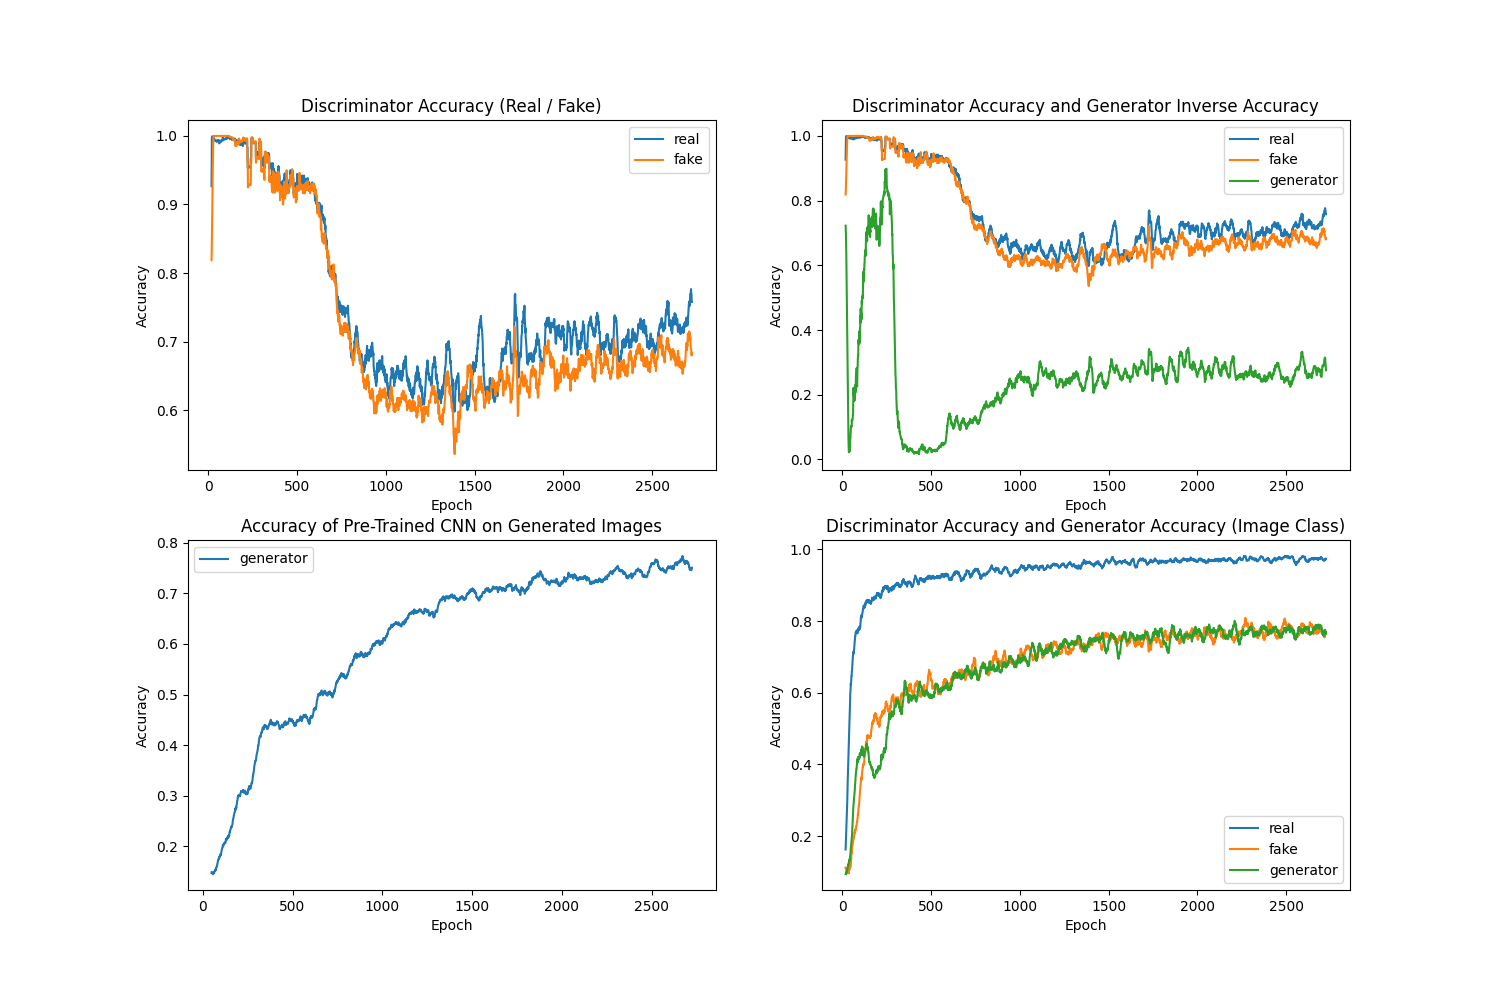 Discriminator Accuracy (Real / Fake)
1.0
0.9
0.8
0.7
0.6
Accuracy
0
500
1000
1500
2000
2500
Epoch
real
fake
Discriminator Accuracy and Generator Inverse Accuracy
1.0
0.8
0.6
0.4
0.2
0.0
Accuracy
0
500
1000
1500
2000
2500
Epoch
real
fake
generator
Accuracy of Pre-Trained CNN on Generated Images
0.8
0.7
0.6
0.5
0.4
0.3
0.2
Accuracy
0
500
1000
1500
2000
2500
Epoch
generator
Discriminator Accuracy and Generator Accuracy (Image Class)
1.0
0.8
0.6
0.4
0.2
Accuracy
0
500
1000
1500
2000
2500
Epoch
real
fake
generator